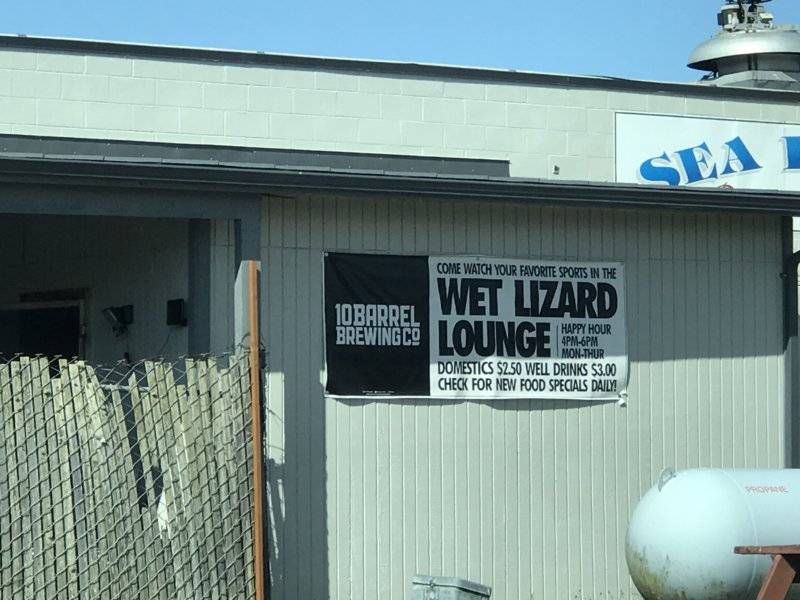 SEA
10 BARREL
BREWING CO
COME WATCH YOUR FAVORITE SPORTS IN THE
WET LIZARD
LOUNGE
HAPPY HOUR
4PM-6PM
MON-THUR
DOMESTICS $2.50 WELL DRINKS $3.00
CHECK FOR NEW FOOD SPECIALS DAILY!
PROPANE